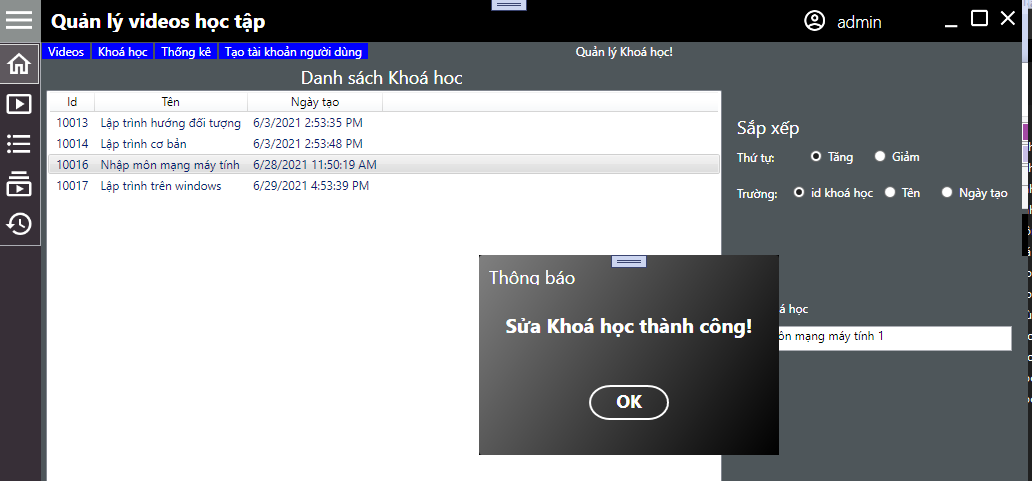 Quản lý videos học tập
admin
Videos Khoá học Thống kê Tạo tài khoản người dùng
Quản lý Khoá học!
Danh sách Khoá học
Id Tên Ngày tạo
10013 Lập trình hướng đối tượng 6/3/2021 2:53:35 PM
10014 Lập trình cơ bản 6/3/2021 2:53:48 PM
10016 Nhập môn mạng máy tính 6/28/2021 11:50:19 AM
10017 Lập trình trên windows 6/29/2021 4:53:39 PM
Sắp xếp
Thứ tự: Tăng Giảm
Trường: id khoá học Tên Ngày tạo
Thông báo
Sửa Khoá học thành công!
OK
học
môn mạng máy tính 1